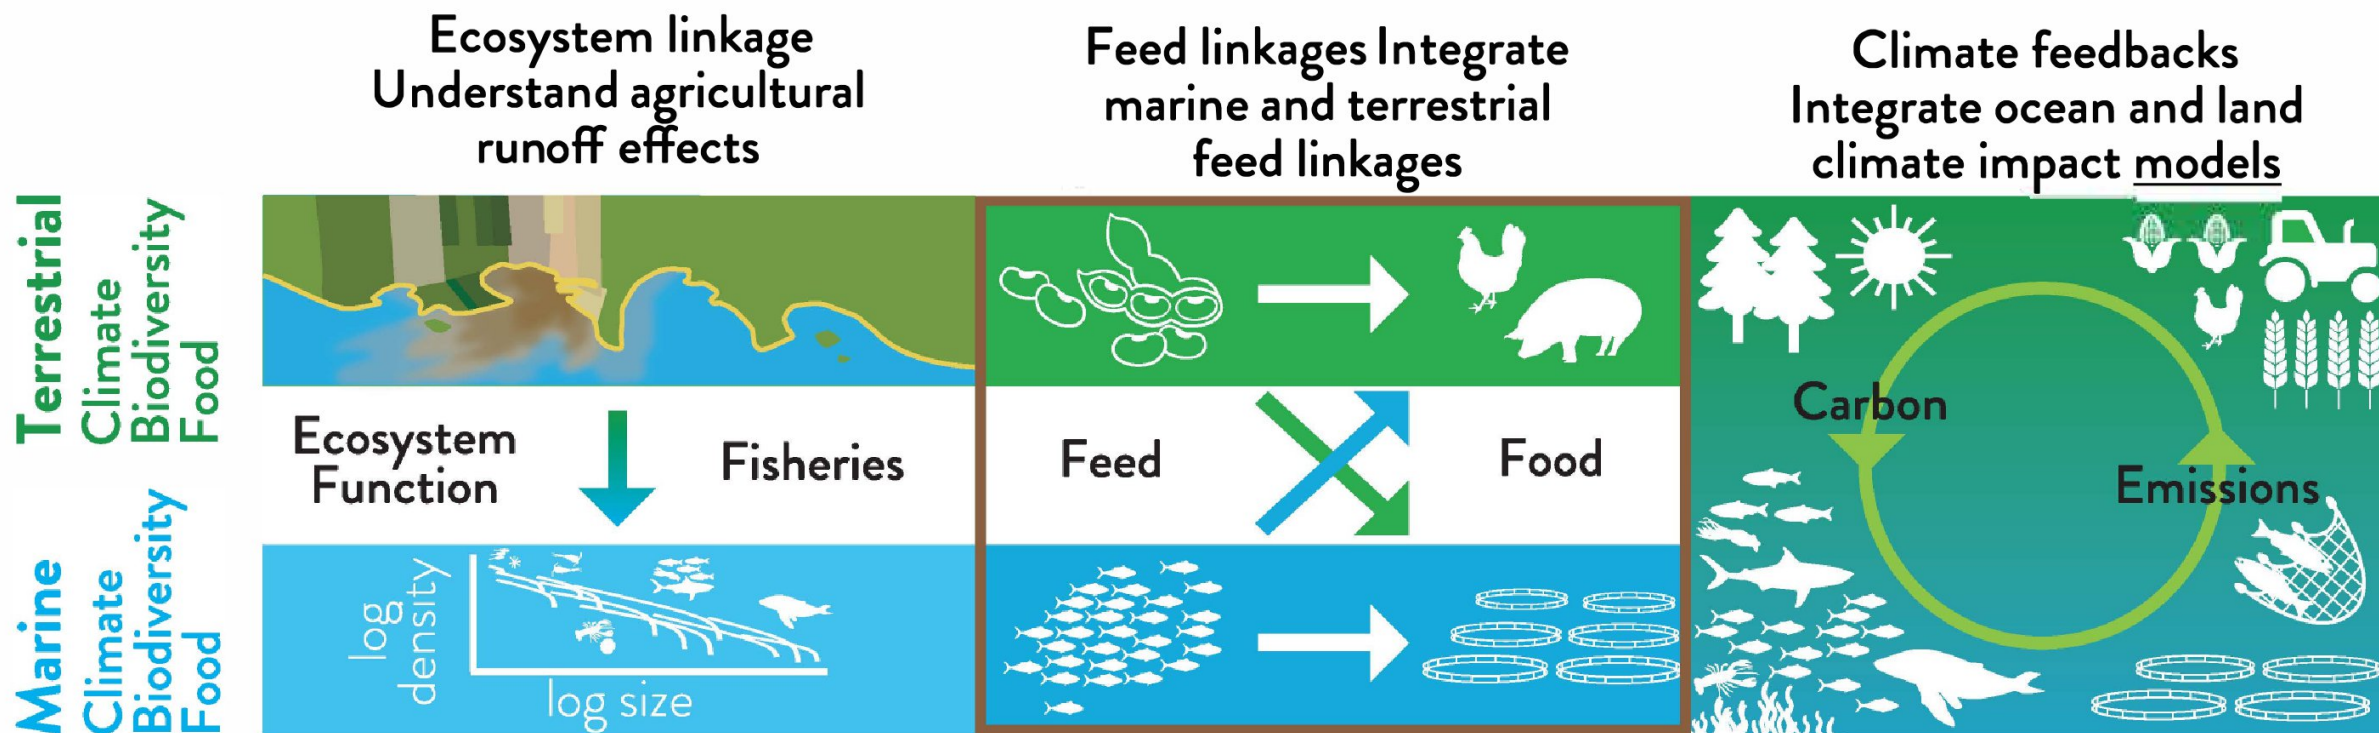 Ecosystem linkage
Understand agricultural
runoff effects
Feed linkages Integrate
marine and terrestrial
feed linkages
Climate feedbacks
Integrate ocean and land
climate impact models
Terrestrial
Climate
Biodiversity
Food
Marine
Climate
Biodiversity
Food
Ecosystem
Function
Fisheries
log
density
log size
Feed
Food
Carbon
Emissions